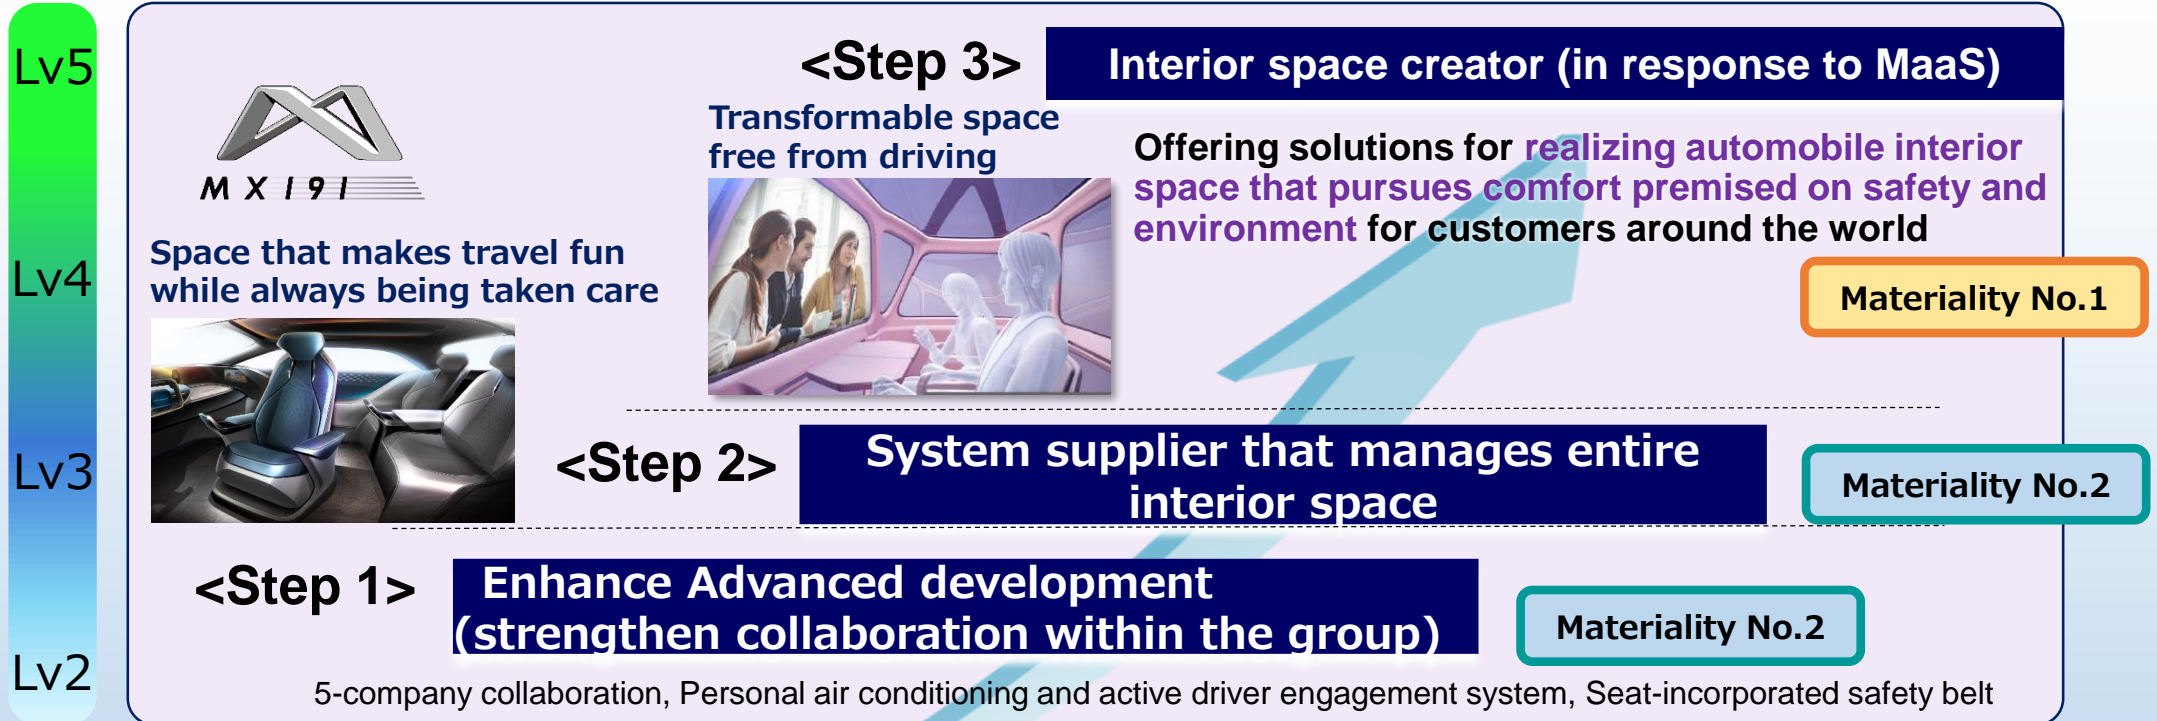 Lv5
<Step 3>
Interior space creator (in response to MaaS)
MX191
Transformable space
free from driving
Offering solutions for realizing automobile interior
space that pursues comfort premised on safety and
environment for customers around the world
Space that makes travel fun
while always being taken care
Lv4
Materiality No.1
Lv3
<Step 2>
System supplier that manages entire
interior space
Materiality No.2
<Step 1>
Enhance Advanced development
(strengthen collaboration within the group)
Materiality No.2
Lv2
5-company collaboration, Personal air conditioning and active driver engagement system, Seat-incorporated safety belt